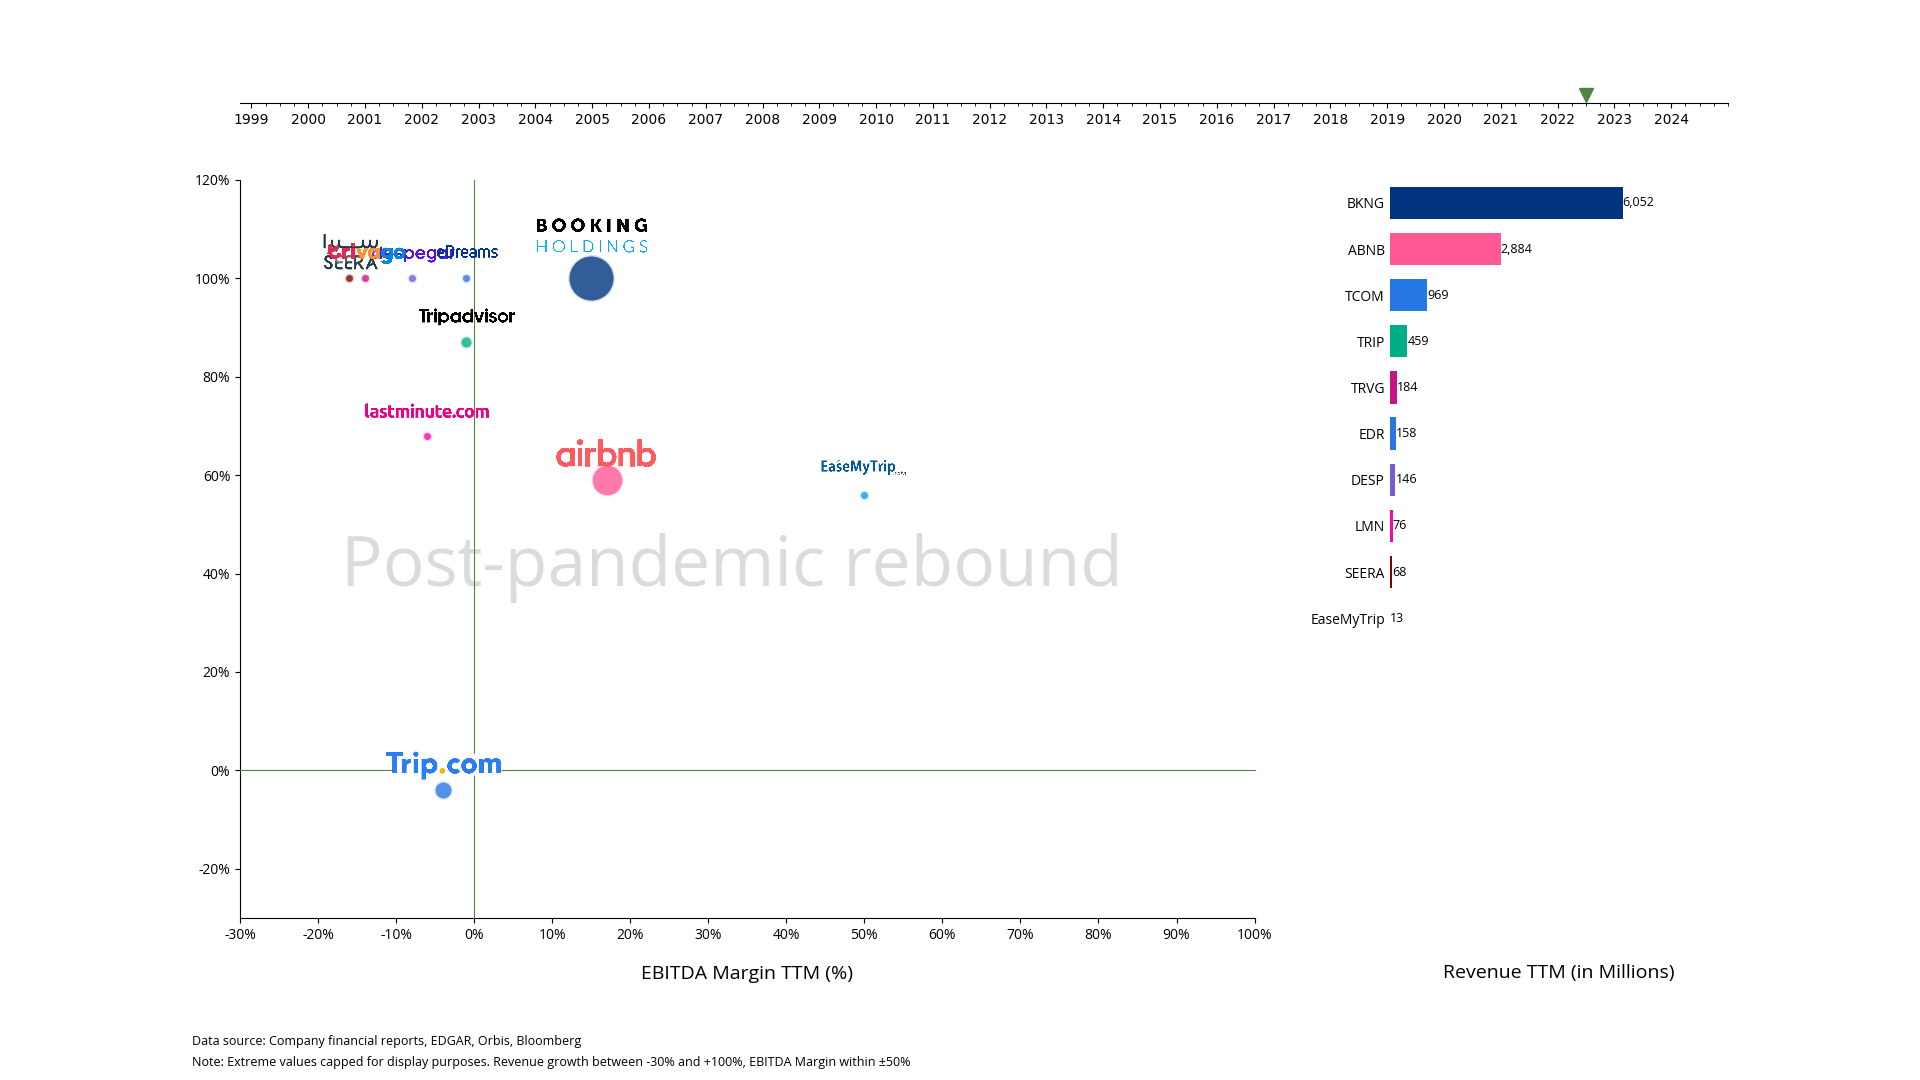 1999 2000 2001 2002 2003 2004 2005 2006 2007 2008 2009 2010 2011 2012 2013 2014 2015 2016 2017 2018 2019 2020 2021 2022 2023 2024
120%
100%
80%
60%
40%
20%
0%
-20%
BOOKING
HOLDINGS
SEERA
trivago
eDreams
Tripadvisor
lastminute.com
airbnb
EaseMyTrip
Post-pandemic rebound
Trip.com
-30% -20% -10% 0% 10% 20% 30% 40% 50% 60% 70% 80% 90% 100%
EBITDA Margin TTM (%)
BKNG 6,052
ABNB 2,884
TCOM 969
TRIP 459
TRVG 184
EDR 158
DESP 146
LMN 76
SEERA 68
EaseMyTrip 13
Revenue TTM (in Millions)
Data source: Company financial reports, EDGAR, Orbis, Bloomberg
Note: Extreme values capped for display purposes. Revenue growth between -30% and +100%, EBITDA Margin within ±50%